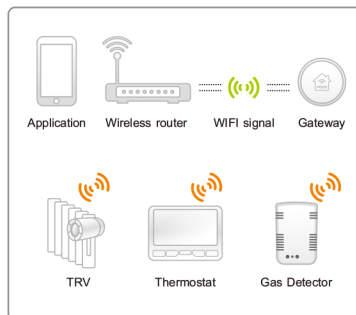 Application Wireless router WIFI signal Gateway
TRV Thermostat Gas Detector